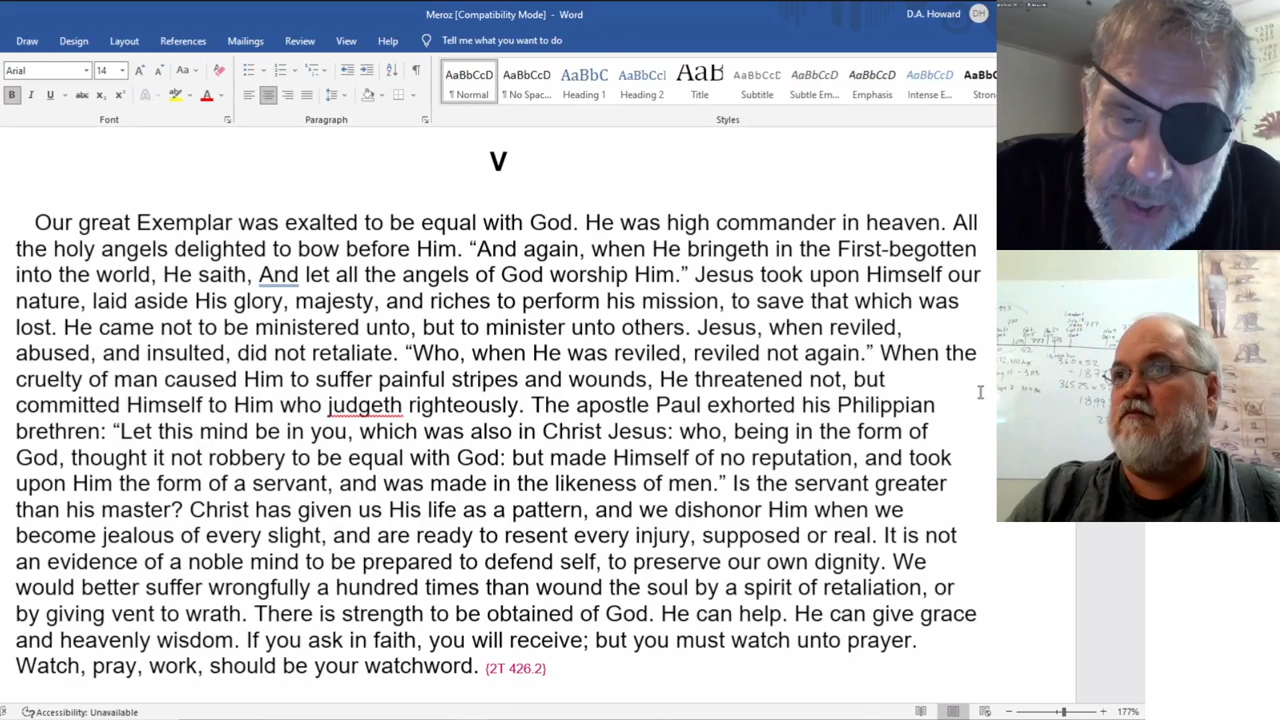 Meroz [Compatibility Mode] - Word
D.A. Howard
DH
Draw Design Layout References Mailings Review View Help Tell me what you want to do
Arial 14 Aa
AaBbCcD AaBbCcD AaBbC AaBbCcI AaB AaBbCcD AaBbCcD AaBbCcD AaBbCcD AaBbC
¶ Normal ¶ No Spac... Heading 1 Heading 2 Title Subtitle Subtle Em... Emphasis Intense E... Stron
Font Paragraph Styles
V
Our great Exemplar was exalted to be equal with God. He was high commander in heaven. All
the holy angels delighted to bow before Him. “And again, when He bringeth in the First-begotten
into the world, He saith, And let all the angels of God worship Him.” Jesus took upon Himself our
nature, laid aside His glory, majesty, and riches to perform his mission, to save that which was
lost. He came not to be ministered unto, but to minister unto others. Jesus, when reviled,
abused, and insulted, did not retaliate. “Who, when He was reviled, reviled not again.” When the
cruelty of man caused Him to suffer painful stripes and wounds, He threatened not, but
committed Himself to Him who judgeth righteously. The apostle Paul exhorted his Philippian
brethren: “Let this mind be in you, which was also in Christ Jesus: who, being in the form of
God, thought it not robbery to be equal with God: but made Himself of no reputation, and took
upon Him the form of a servant, and was made in the likeness of men.” Is the servant greater
than his master? Christ has given us His life as a pattern, and we dishonor Him when we
become jealous of every slight, and are ready to resent every injury, supposed or real. It is not
an evidence of a noble mind to be prepared to defend self, to preserve our own dignity. We
would better suffer wrongfully a hundred times than wound the soul by a spirit of retaliation, or
by giving vent to wrath. There is strength to be obtained of God. He can help. He can give grace
and heavenly wisdom. If you ask in faith, you will receive; but you must watch unto prayer.
Watch, pray, work, should be your watchword. {2T 426.2}
Accessibility: Unavailable
177%